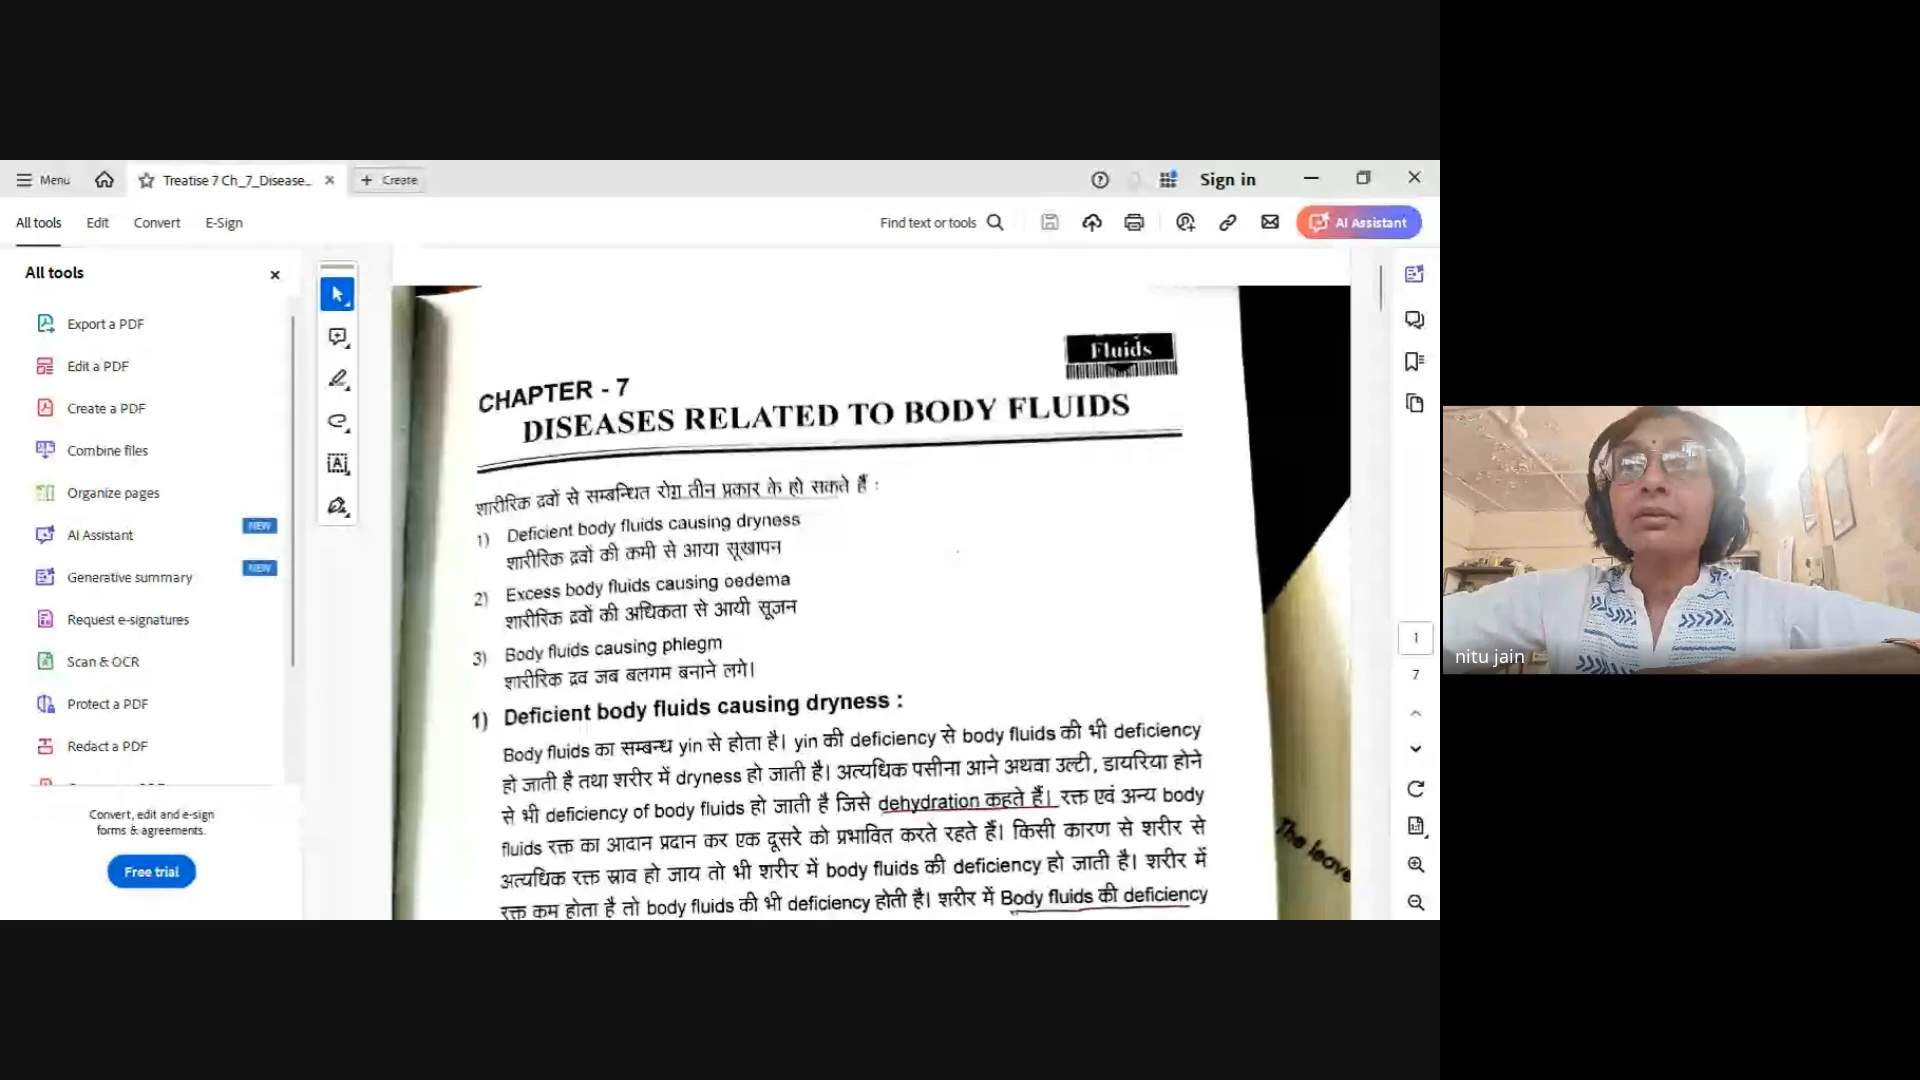 Menu
Treatise 7 Ch_7_Disease...
Create
Sign in
All tools
Edit
Convert
E-Sign
Find text or tools
AI Assistant
All tools
Export a PDF
Edit a PDF
Create a PDF
Combine files
Organize pages
AI Assistant
NEW
Generative summary
NEW
Request e-signatures
Scan & OCR
Protect a PDF
Redact a PDF
Convert, edit and e-sign
forms & agreements.
Free trial
Fluids
CHAPTER - 7
DISEASES RELATED TO BODY FLUIDS
शारीरिक द्रवों से सम्बन्धित रोग तीन प्रकार के हो सकते हैं :
1) Deficient body fluids causing dryness
शारीरिक द्रवों की कमी से आया सूखापन
2) Excess body fluids causing oedema
शारीरिक द्रवों की अधिकता से आयी सूजन
3) Body fluids causing phlegm
शारीरिक द्रव जब बलगम बनाने लगे।
1) Deficient body fluids causing dryness :
Body fluids का सम्बन्ध yin से होता है। yin की deficiency से body fluids की भी deficiency
हो जाती है तथा शरीर में dryness हो जाती है। अत्यधिक पसीना आने अथवा उल्टी, डायरिया होने
से भी deficiency of body fluids हो जाती है जिसे dehydration कहते हैं। रक्त एवं अन्य body
fluids रक्त का आदान प्रदान कर एक दूसरे को प्रभावित करते रहते हैं। किसी कारण से शरीर से
अत्यधिक रक्त स्राव हो जाय तो भी शरीर में body fluids की deficiency हो जाती है। शरीर में
रक्त कम होता है तो body fluids की भी deficiency होती है। शरीर में Body fluids की deficiency
The leave
1
7
nitu jain